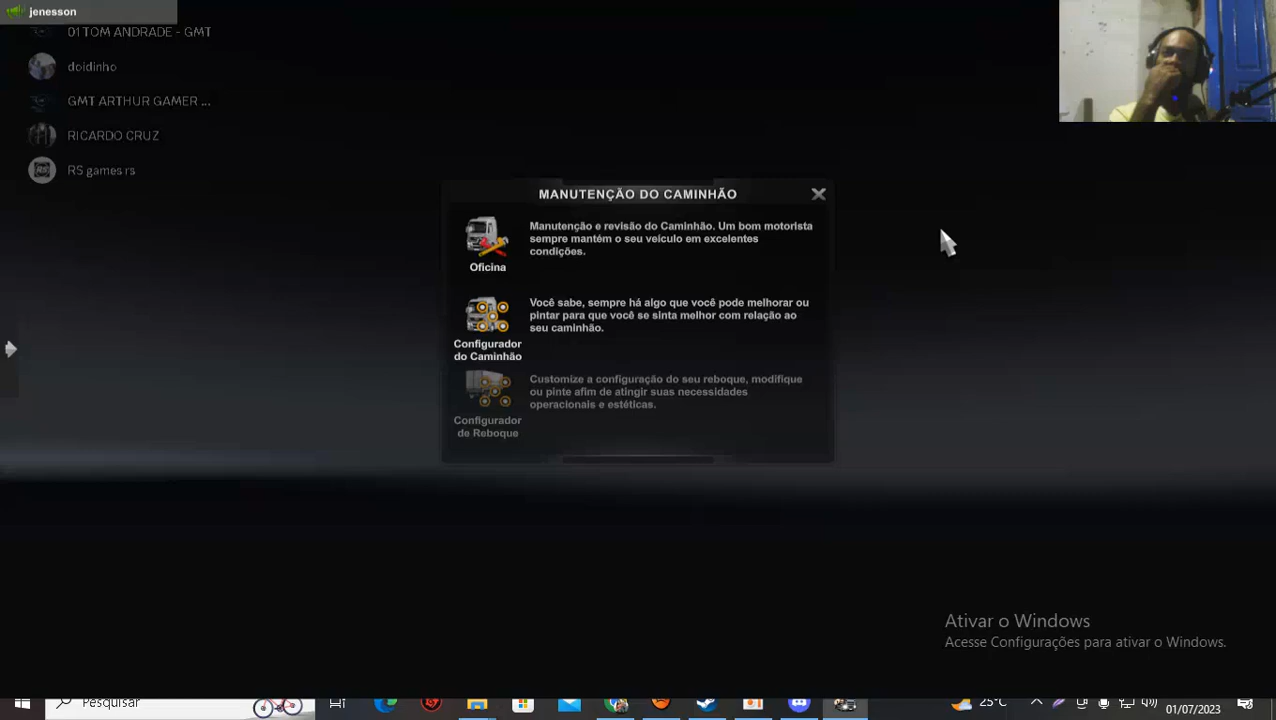 jenesson
01 TOM ANDRADE - GMT
doidinho
GMT ARTHUR GAMER ...
RICARDO CRUZ
RS games rs
MANUTENÇÃO DO CAMINHÃO
Manutenção e revisão do Caminhão. Um bom motorista
sempre mantém o seu veículo em excelentes
condições.
Oficina
Você sabe, sempre há algo que você pode melhorar ou
pintar para que você se sinta melhor com relação ao
seu caminhão.
Configurador
do Caminhão
Customize a configuração do seu reboque, modifique
ou pinte afim de atingir suas necessidades
operacionais e estéticas.
Configurador
de Reboque
Ativar o Windows
Acesse Configurações para ativar o Windows.
Pesquisar
25°C
01/07/2023